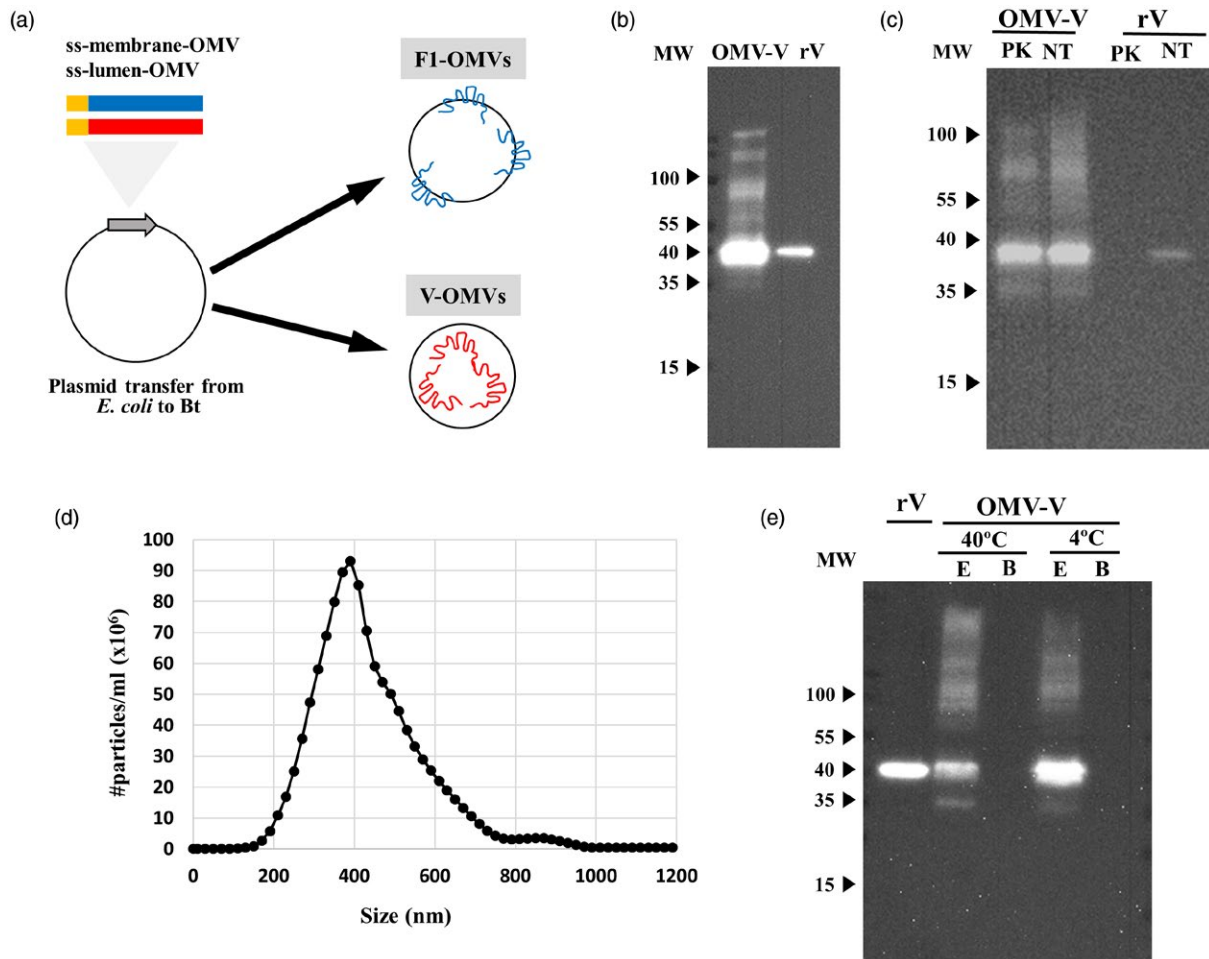 (a)
ss-membrane-OMV
ss-lumen-OMV
F1-OMVs
V-OMVs
Plasmid transfer from
E. coli to Bt
(b)
MW OMV-V rV
100
55
40
35
15
(c)
OMV-V rV
MW PK NT PK NT
100
55
40
35
15
(d)
#particles/ml (x10⁶)
100
90
80
70
60
50
40
30
20
10
0
0 200 400 600 800 1000 1200
Size (nm)
(e)
rV OMV-V
40ºC 4ºC
MW E B E B
100
55
40
35
15